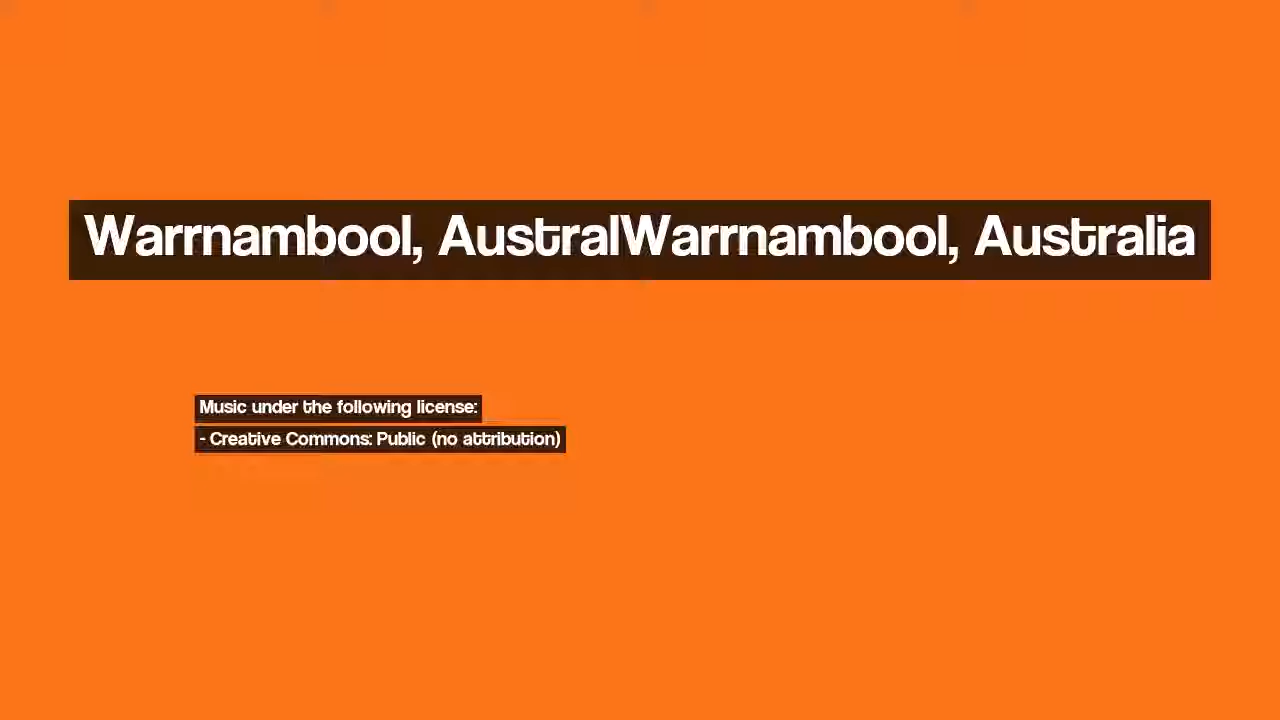 Warrnambool, AustralWarrnambool, Australia
Music under the following license:
- Creative Commons: Public (no attribution)